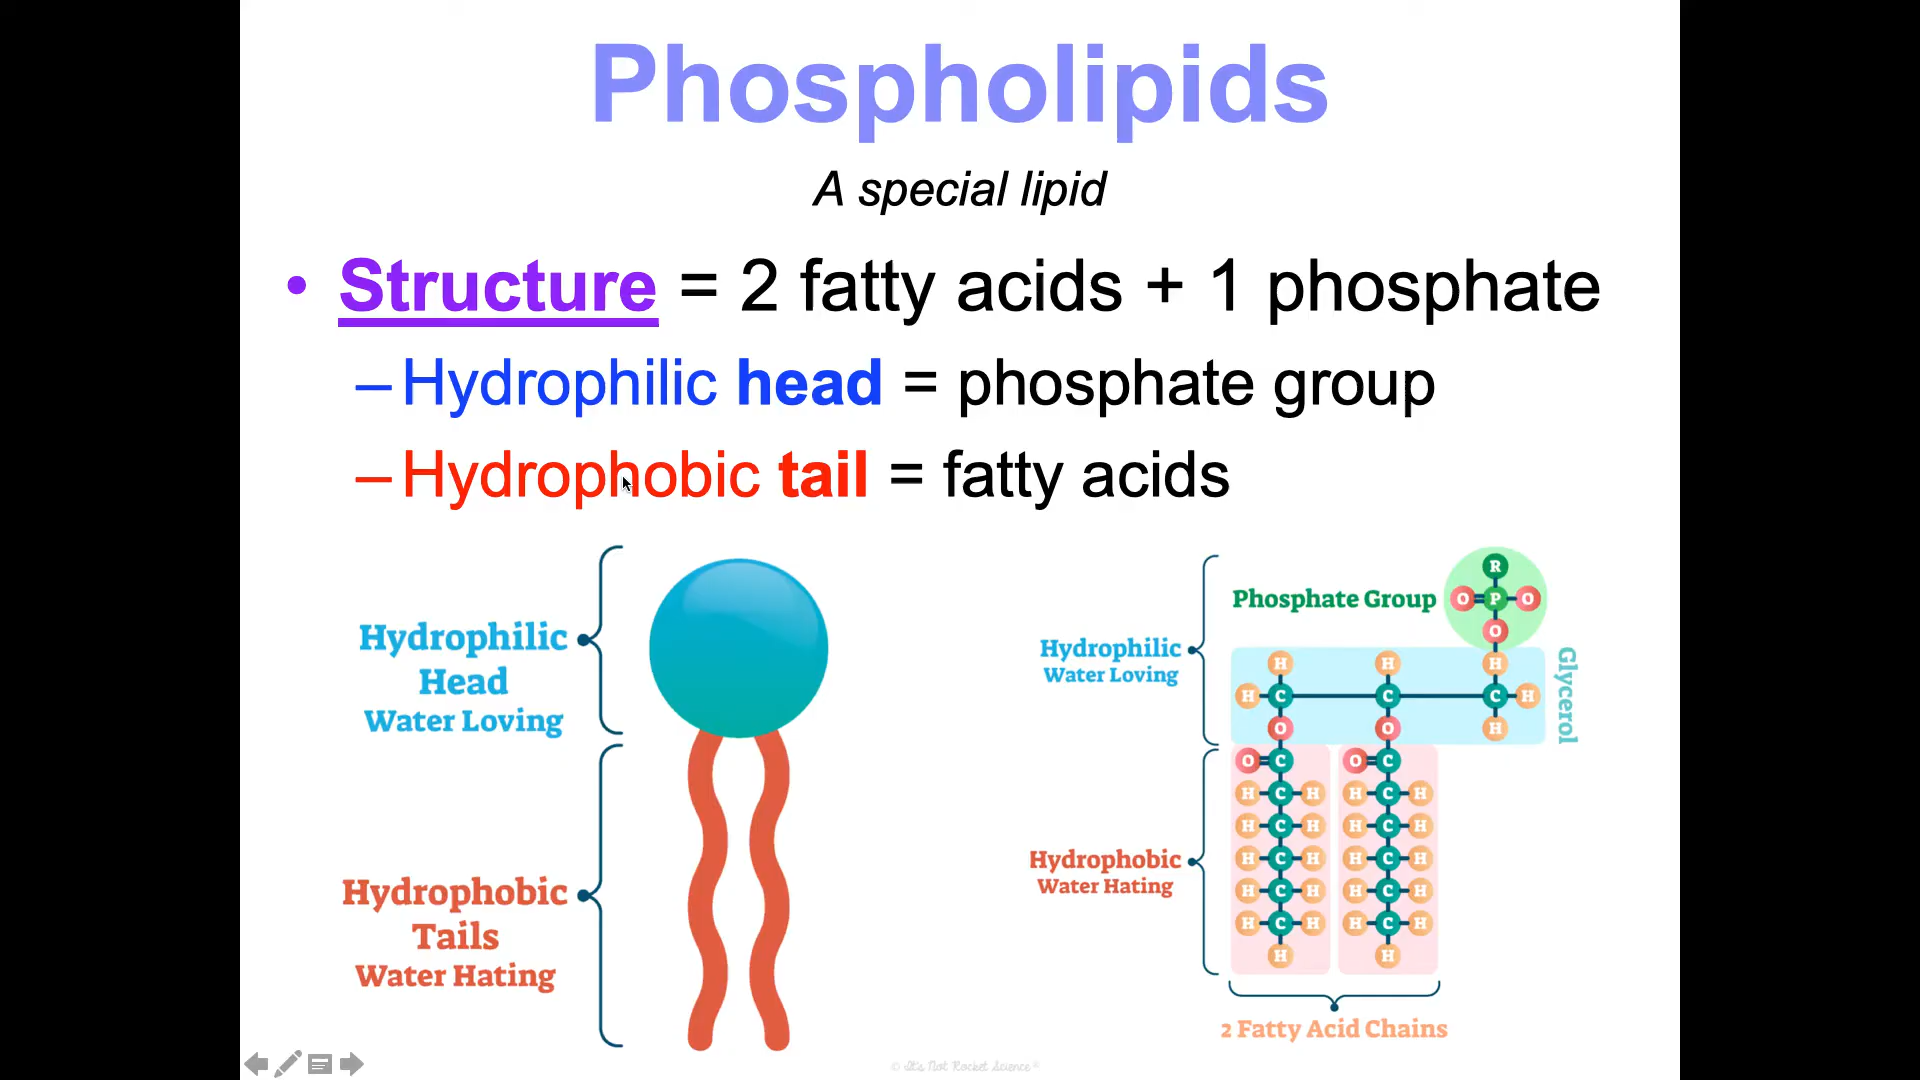 Phospholipids
A special lipid
• Structure = 2 fatty acids + 1 phosphate
– Hydrophilic head = phosphate group
– Hydrophobic tail = fatty acids
Hydrophilic
Head
Water Loving
Hydrophobic
Tails
Water Hating
Phosphate Group
Hydrophilic
Water Loving
Glycerol
Hydrophobic
Water Hating
R
O P O
O
H H H
H C C C H
O O H
O C O C
H C H H C H
H C H H C H
H C H H C H
H C H H C H
H C H H C H
H H
2 Fatty Acid Chains
© It's Not Rocket Science®